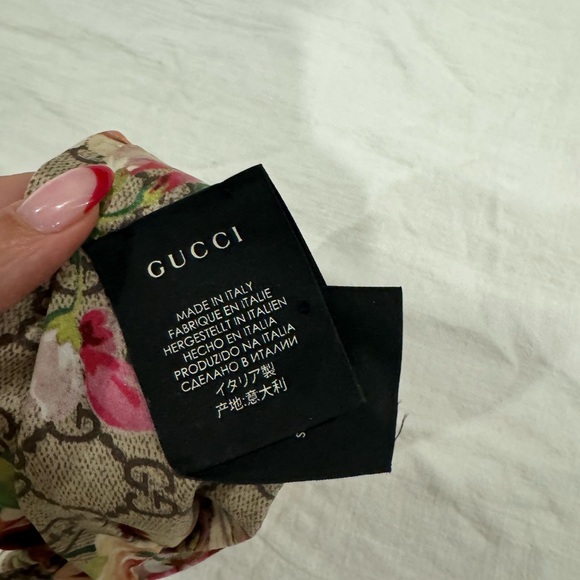 GUCCI
MADE IN ITALY
FABRIQUE EN ITALIE
HERGESTELLT IN ITALIEN
HECHO EN ITALIA
PRODUZIDO NA ITALIA
СДЕЛАНО В ИТАЛИИ
イタリア製
产地:意大利
S